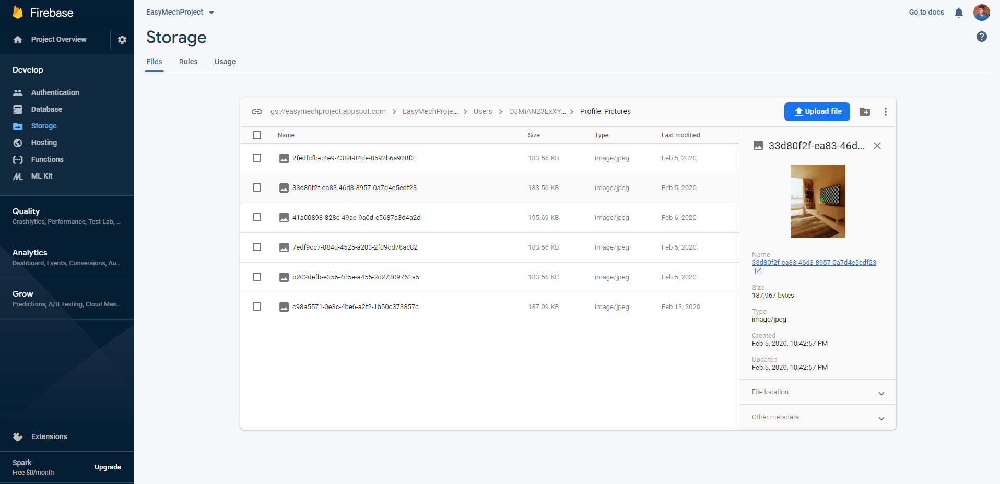 Firebase
Project Overview
Develop
Authentication
Database
Storage
Hosting
Functions
ML Kit
Quality
Crashlytics, Performance, Test Lab, ...
Analytics
Dashboard, Events, Conversions, Au...
Grow
Predictions, A/B Testing, Cloud Mes...
Extensions
Spark
Free $0/month
Upgrade
EasyMechProject
Go to docs
Storage
Files Rules Usage
gs://easymechproject.appspot.com > EasyMechProje... > Users > O3MiAN23ExXY... > Profile_Pictures
Upload file
Name Size Type Last modified
2fedfcfb-c4e9-4384-84de-8592b6a928f2 183.56 KB image/jpeg Feb 5, 2020
33d80f2f-ea83-46d3-8957-0a7d4e5edf23 183.56 KB image/jpeg Feb 5, 2020
41a00898-828c-49ae-9a0d-c5687a3d4a2d 195.69 KB image/jpeg Feb 6, 2020
7edf9cc7-084d-4525-a203-2f09cd78ac82 183.56 KB image/jpeg Feb 5, 2020
b202defb-e356-4d5e-a455-2c27309761a5 183.56 KB image/jpeg Feb 5, 2020
c98a5571-0e3c-4be6-a2f2-1b50c373857c 187.09 KB image/jpeg Feb 13, 2020
33d80f2f-ea83-46d...
Name
33d80f2f-ea83-46d3-8957-0a7d4e5edf23
Size
187,967 bytes
Type
image/jpeg
Created
Feb 5, 2020, 10:42:57 PM
Updated
Feb 5, 2020, 10:42:57 PM
File location
Other metadata